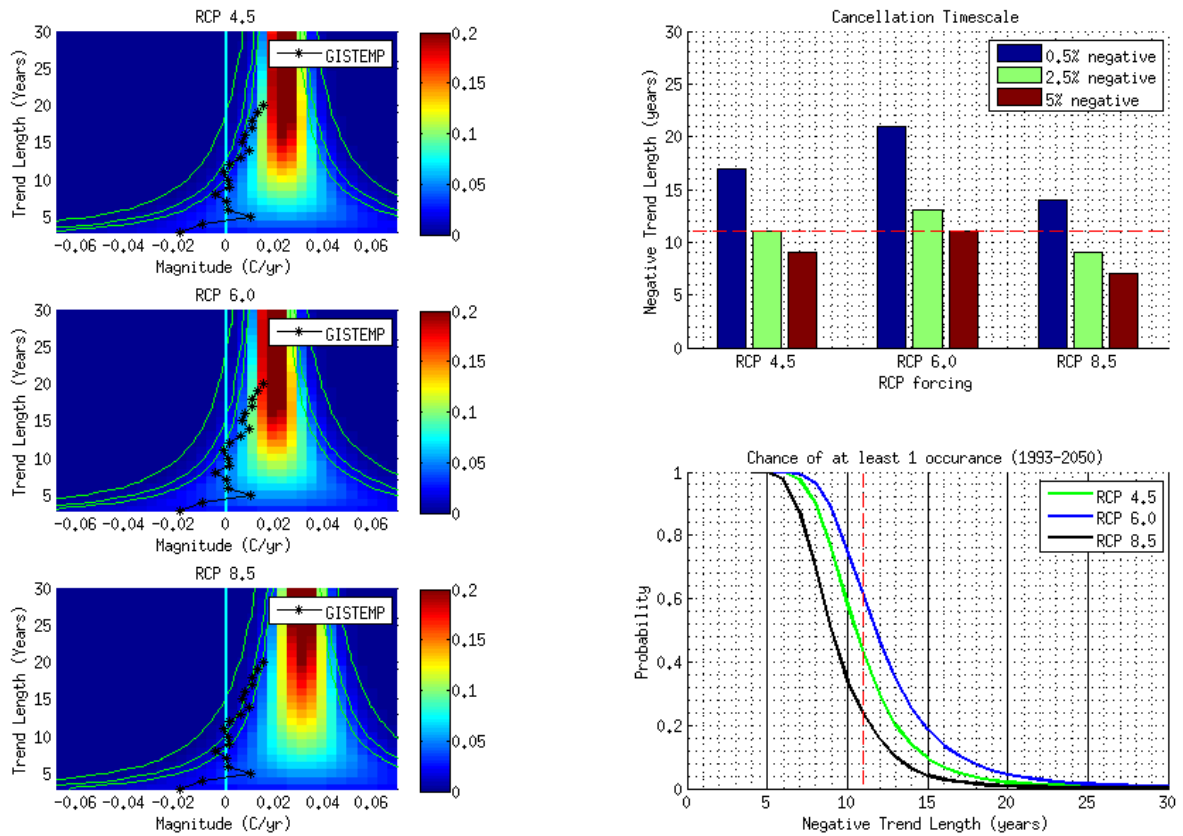 RCP 4.5
GISTEMP
Trend Length (Years)
30
25
20
15
10
5
-0.06 -0.04 -0.02 0 0.02 0.04 0.06
Magnitude (C/yr)
0.2
0.15
0.1
0.05
0
RCP 6.0
GISTEMP
Trend Length (Years)
30
25
20
15
10
5
-0.06 -0.04 -0.02 0 0.02 0.04 0.06
Magnitude (C/yr)
0.2
0.15
0.1
0.05
0
RCP 8.5
GISTEMP
Trend Length (Years)
30
25
20
15
10
5
-0.06 -0.04 -0.02 0 0.02 0.04 0.06
Magnitude (C/yr)
0.2
0.15
0.1
0.05
0
Cancellation Timescale
0.5% negative
2.5% negative
5% negative
Negative Trend Length (years)
30
25
20
15
10
5
0
RCP 4.5 RCP 6.0 RCP 8.5
RCP forcing
Chance of at least 1 occurance (1993-2050)
RCP 4.5
RCP 6.0
RCP 8.5
Probability
1
0.8
0.6
0.4
0.2
0
0 5 10 15 20 25 30
Negative Trend Length (years)